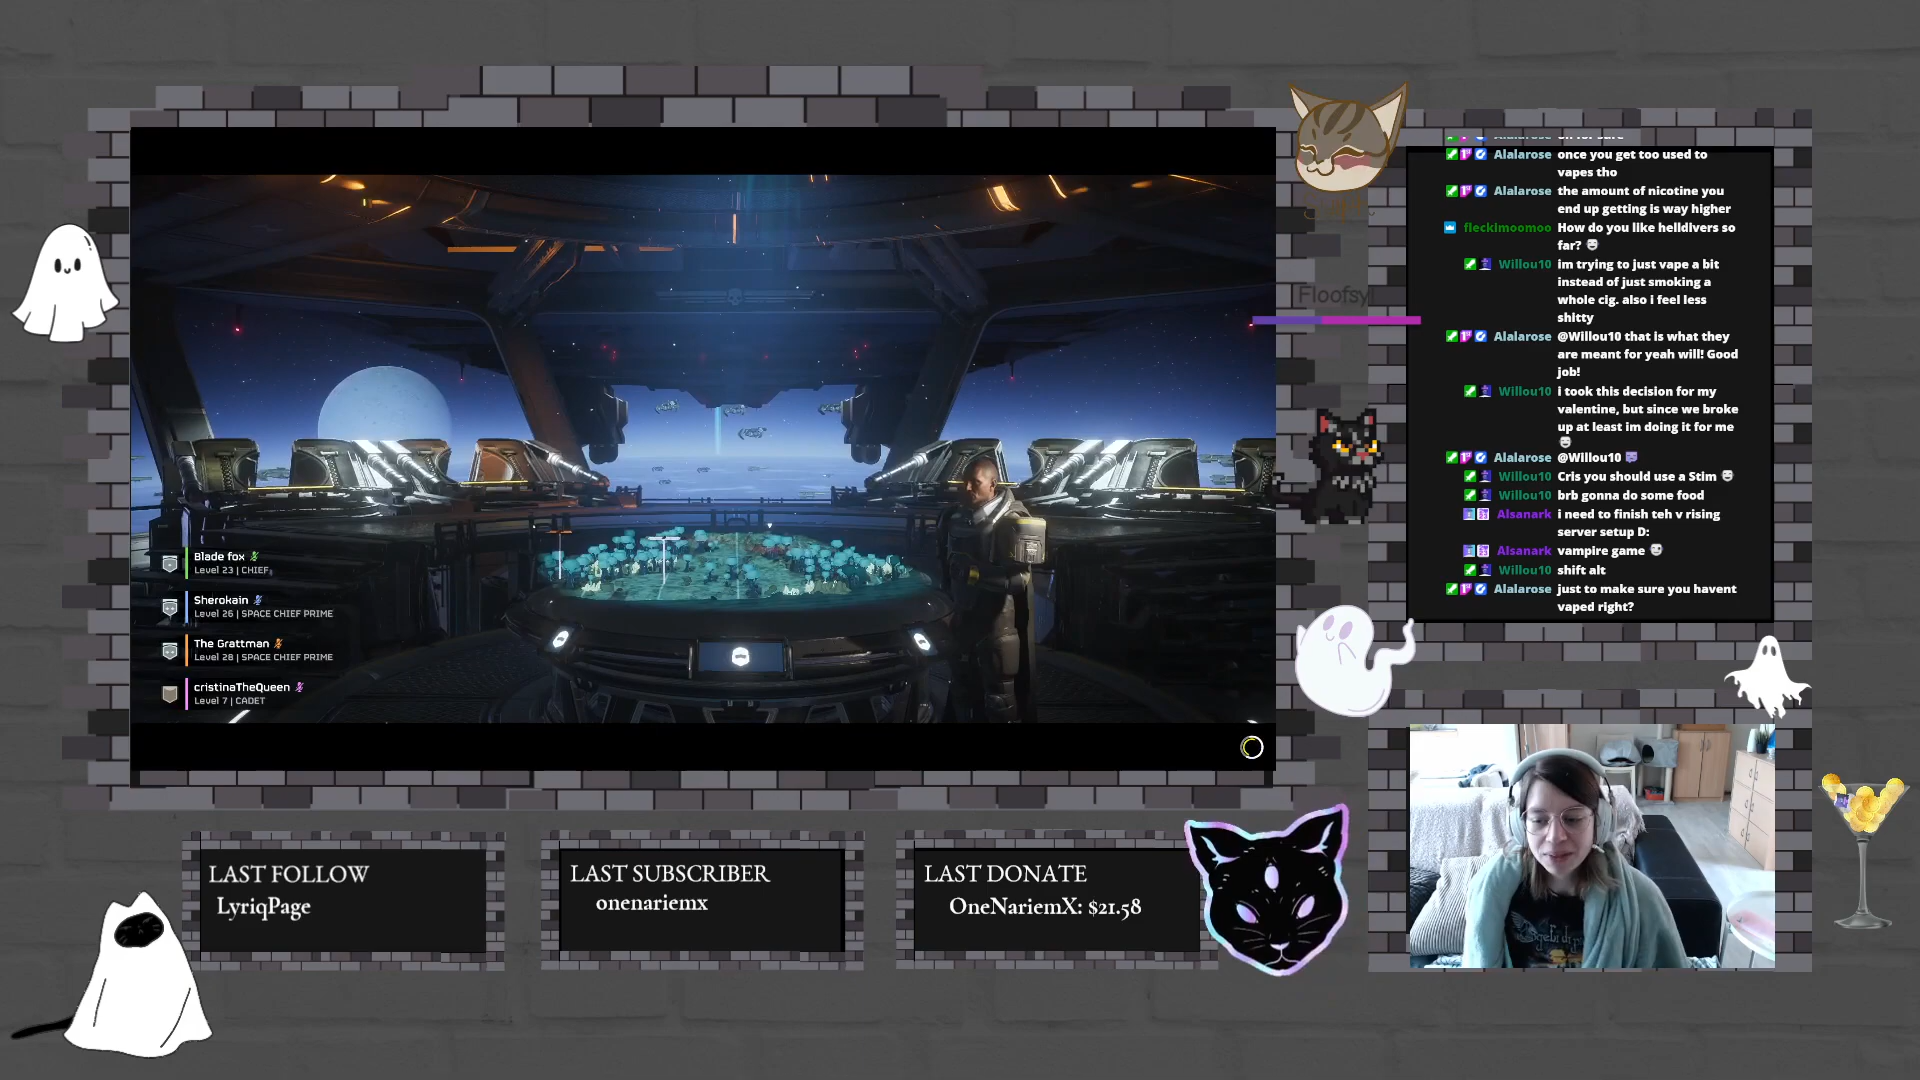 once you get too used to
Alalarose
vapes tho
Alalarose the amount of nicotine you
end up getting is way higher
fleckimoomoo How do you like helldivers so
far?
Willou10 im trying to just vape a bit
instead of just smoking a
whole cig. also i feel less
shitty
Alalarose @Willou10 that is what they
are meant for yeah will! Good
job!
Willou10 i took this decision for my
valentine, but since we broke
up at least im doing it for me
Alalarose @Willou10
Willou10 Cris you should use a Stim
Willou10 brb gonna do some food
Alsanark i need to finish teh v rising
server setup D:
Alsanark vampire game
Willou10 shift alt
Alalarose just to make sure you havent
vaped right?
Floofsy
Blade fox
Level 23 | CHIEF
Sherokain
Level 26 | SPACE CHIEF PRIME
The Grattman
Level 28 | SPACE CHIEF PRIME
cristinaTheQueen
Level 7 | CADET
LAST FOLLOW
LyriqPage
LAST SUBSCRIBER
onenariemx
LAST DONATE
OneNariemX: $21.58